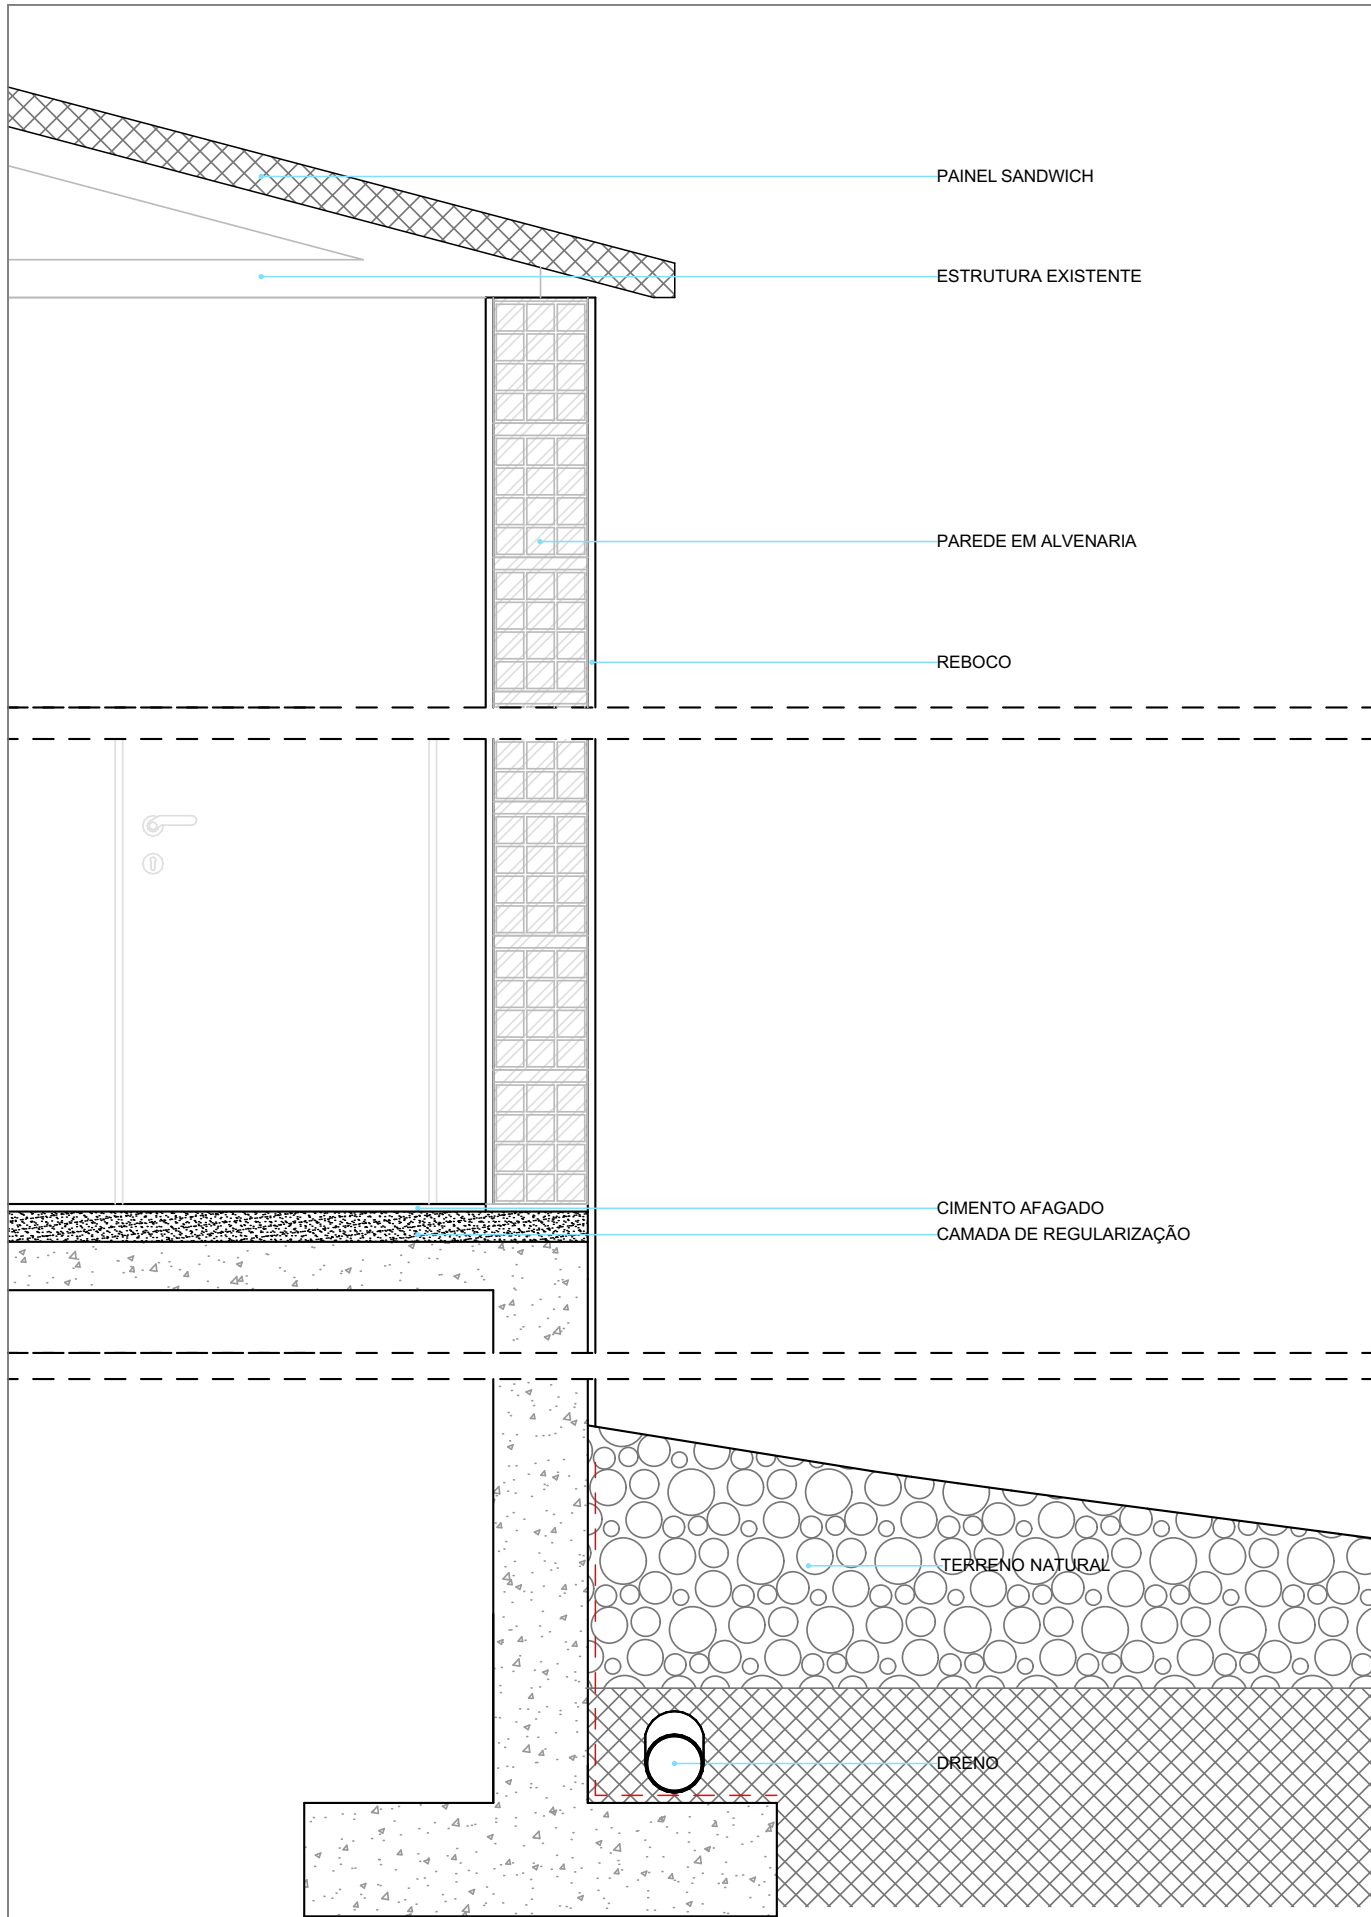 PAINEL SANDWICH
ESTRUTURA EXISTENTE
PAREDE EM ALVENARIA
REBOCO
CIMENTO AFAGADO
CAMADA DE REGULARIZAÇÃO
TERRENO NATURAL
DRENO